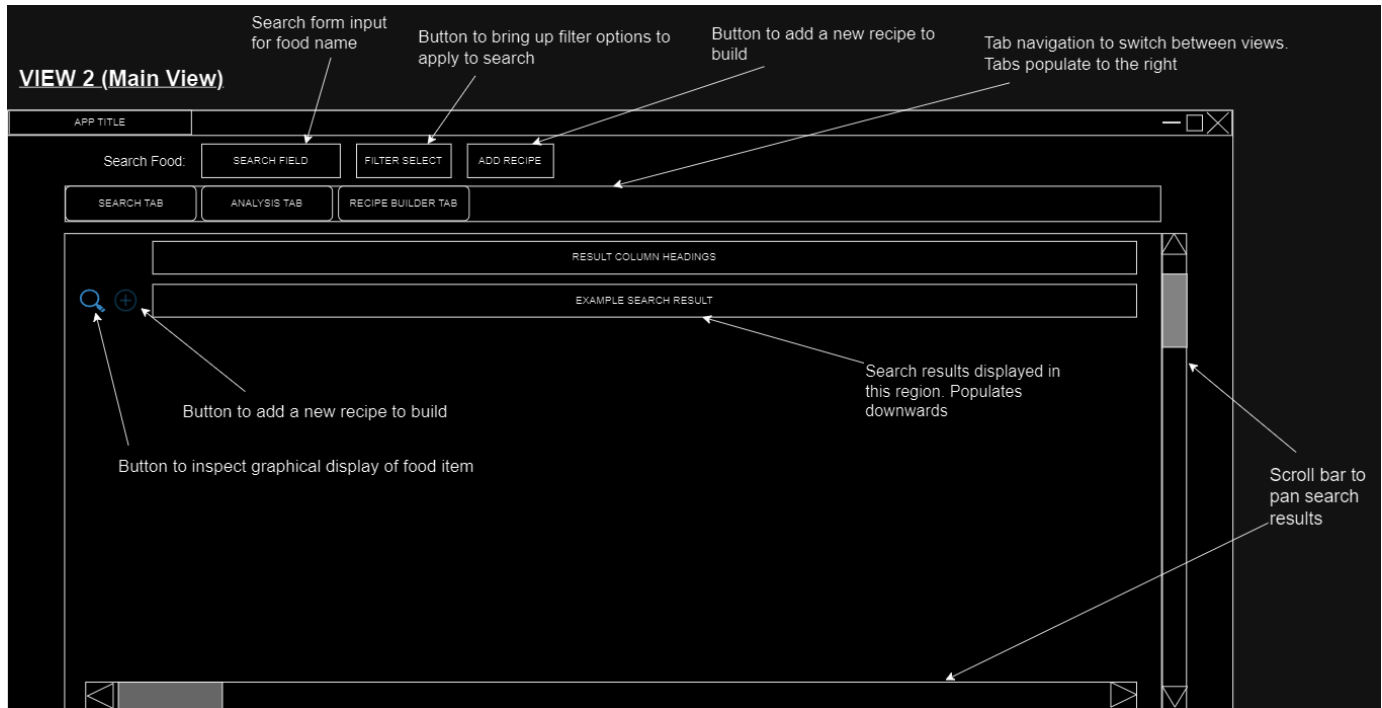 Search form input
for food name
Button to bring up filter options to
apply to search
Button to add a new recipe to
build
Tab navigation to switch between views.
Tabs populate to the right
VIEW 2 (Main View)
APP TITLE
Search Food:
SEARCH FIELD
FILTER SELECT
ADD RECIPE
SEARCH TAB
ANALYSIS TAB
RECIPE BUILDER TAB
RESULT COLUMN HEADINGS
EXAMPLE SEARCH RESULT
Search results displayed in
this region. Populates
downwards
Button to add a new recipe to build
Button to inspect graphical display of food item
Scroll bar to
pan search
results